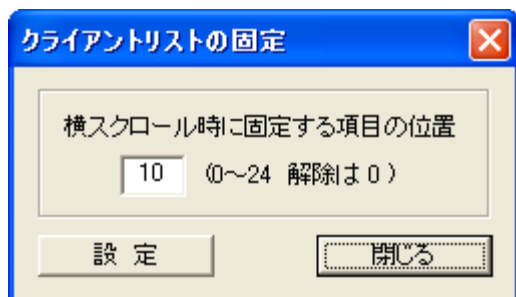 クライアントリストの固定
横スクロール時に固定する項目の位置
10 (0～24 解除は0)
設 定 閉じる